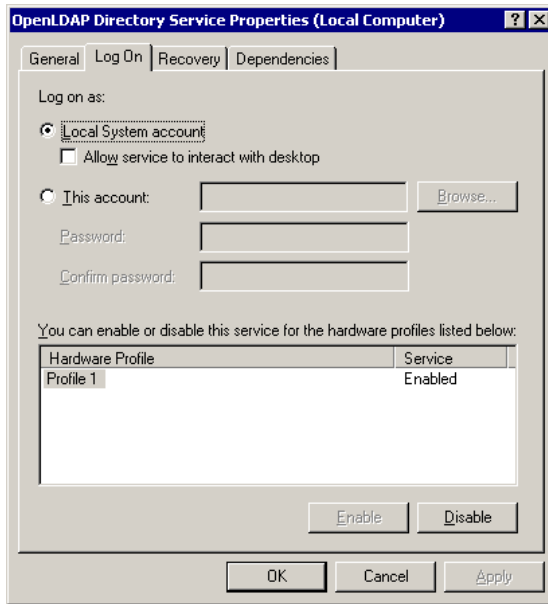 OpenLDAP Directory Service Properties (Local Computer)
General Log On Recovery Dependencies
Log on as:
Local System account
Allow service to interact with desktop
This account: Browse...
Password:
Confirm password:
You can enable or disable this service for the hardware profiles listed below:
Hardware Profile Service
Profile 1 Enabled
Enable Disable
OK Cancel Apply